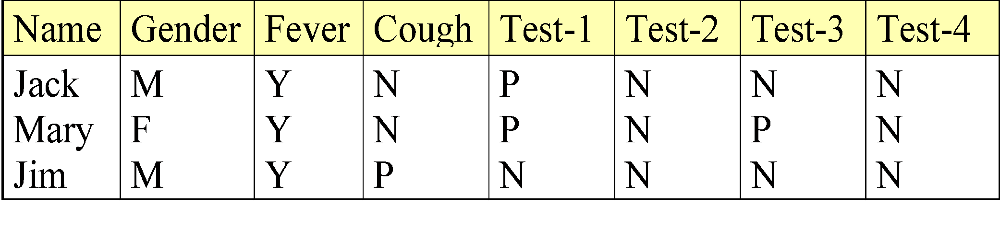 Name Gender Fever Cough Test-1 Test-2 Test-3 Test-4
Jack M Y N P N N N
Mary F Y N P N P N
Jim M Y P N N N N